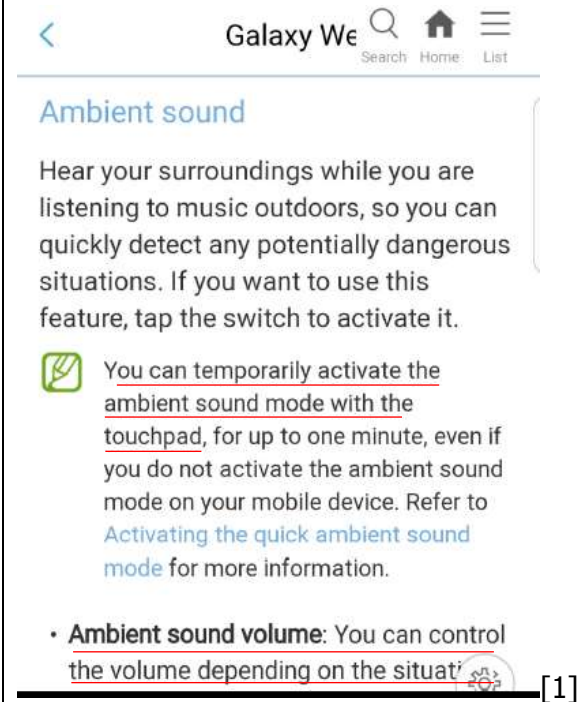 Galaxy We
Search Home List
Ambient sound
Hear your surroundings while you are
listening to music outdoors, so you can
quickly detect any potentially dangerous
situations. If you want to use this
feature, tap the switch to activate it.
You can temporarily activate the
ambient sound mode with the
touchpad, for up to one minute, even if
you do not activate the ambient sound
mode on your mobile device. Refer to
Activating the quick ambient sound
mode for more information.
• Ambient sound volume: You can control
the volume depending on the situati
[1]